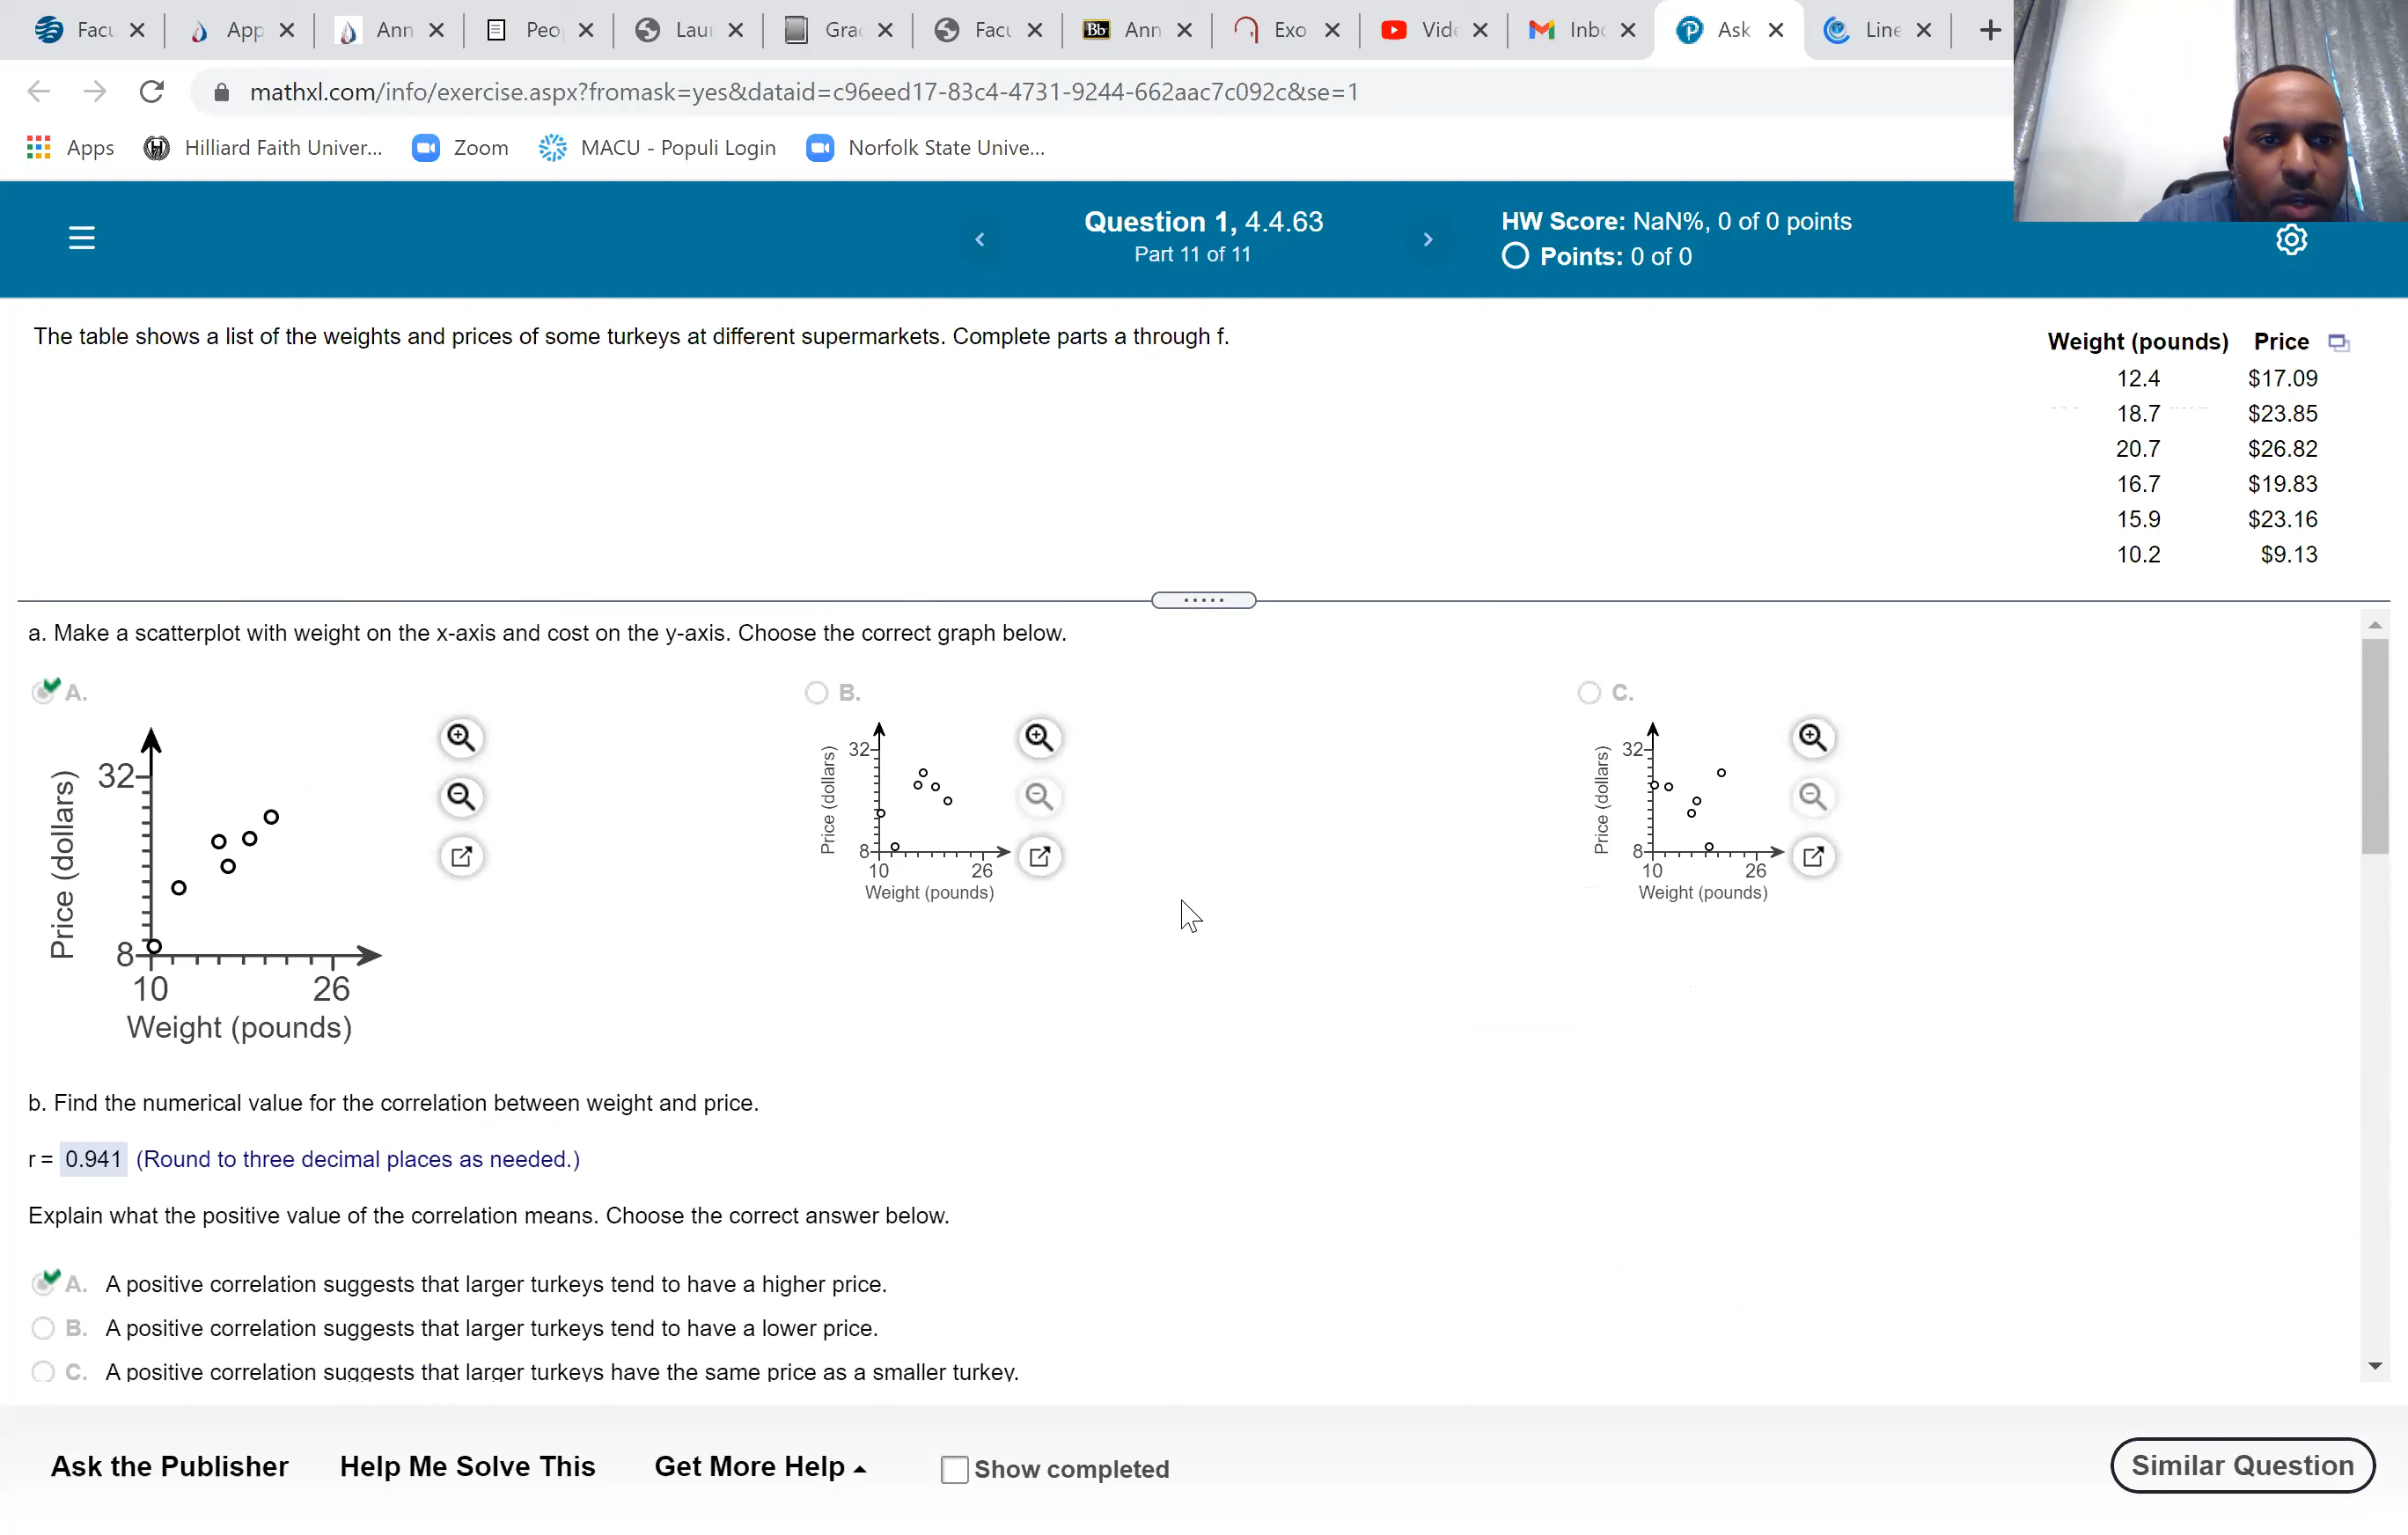 Facu App Ann Peo Laun Grac Facu Bb Ann Exo Vide Inbo Ask Line
mathxl.com/info/exercise.aspx?fromask=yes&dataid=c96eed17-83c4-4731-9244-662aac7c092c&se=1
Apps Hilliard Faith Univer... Zoom MACU - Populi Login Norfolk State Unive...
Question 1, 4.4.63
Part 11 of 11
HW Score: NaN%, 0 of 0 points
Points: 0 of 0
The table shows a list of the weights and prices of some turkeys at different supermarkets. Complete parts a through f.
Weight (pounds) Price
12.4 $17.09
18.7 $23.85
20.7 $26.82
16.7 $19.83
15.9 $23.16
10.2 $9.13
a. Make a scatterplot with weight on the x-axis and cost on the y-axis. Choose the correct graph below.
A.
Price (dollars)
32
8
10 26
Weight (pounds)
B.
Price (dollars)
32
8
10 26
Weight (pounds)
C.
Price (dollars)
32
8
10 26
Weight (pounds)
b. Find the numerical value for the correlation between weight and price.
r = 0.941 (Round to three decimal places as needed.)
Explain what the positive value of the correlation means. Choose the correct answer below.
A. A positive correlation suggests that larger turkeys tend to have a higher price.
B. A positive correlation suggests that larger turkeys tend to have a lower price.
C. A positive correlation suggests that larger turkeys have the same price as a smaller turkey.
Ask the Publisher Help Me Solve This Get More Help Show completed Similar Question